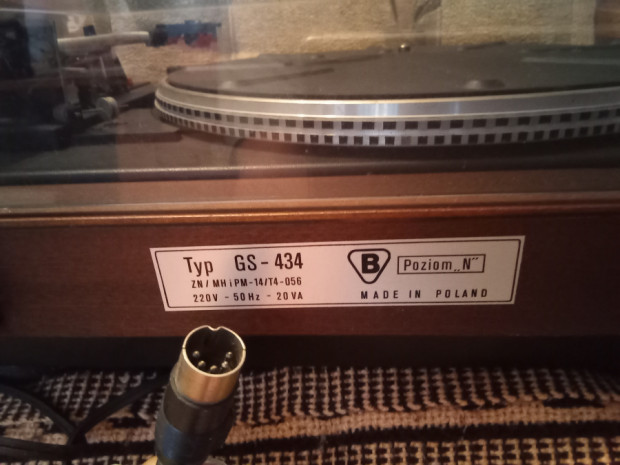 Typ GS-434
ZN/MHiPM-14/T4-056
220V - 50Hz - 20VA
B
Poziom „N”
MADE IN POLAND